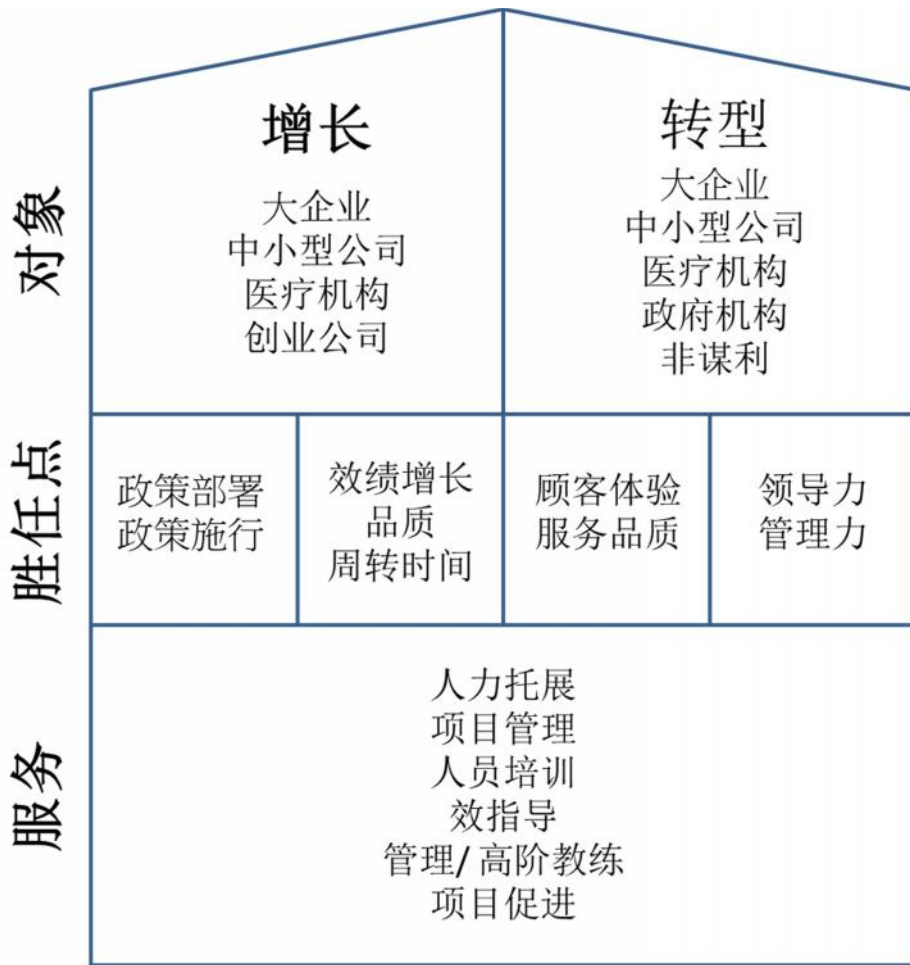 对象
增长
大企业
中小型公司
医疗机构
创业公司
转型
大企业
中小型公司
医疗机构
政府机构
非谋利
胜任点
政策部署
政策施行
效绩增长
品质
周转时间
顾客体验
服务品质
领导力
管理力
服务
人力托展
项目管理
人员培训
效指导
管理/高阶教练
项目促进